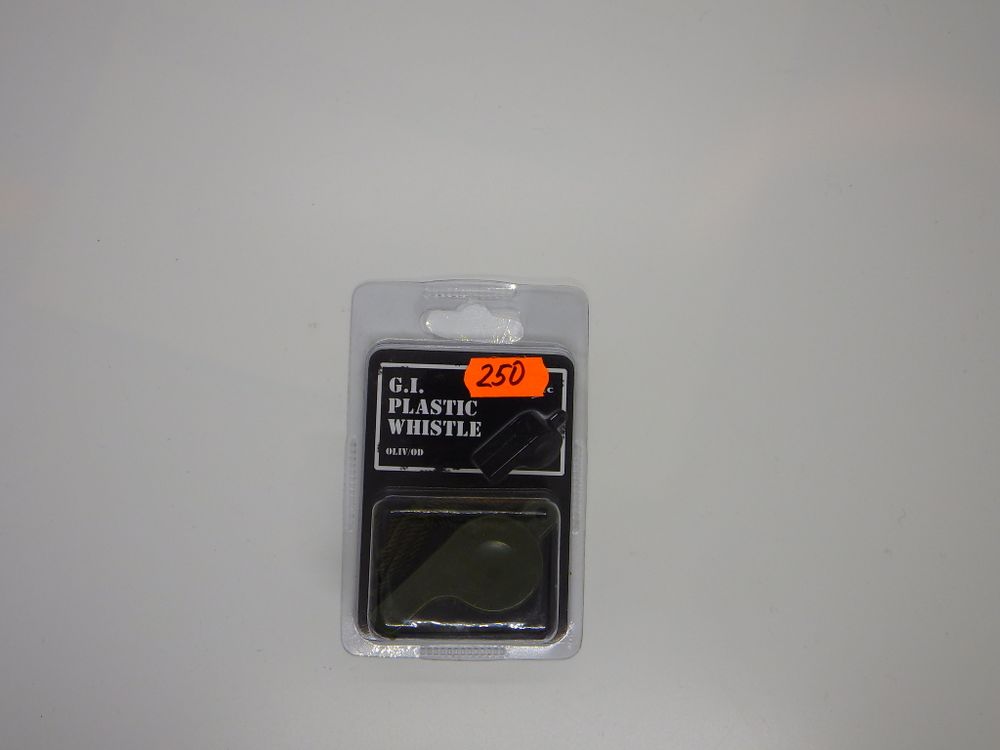 250
G.I.
PLASTIC
WHISTLE
OLIV/OD